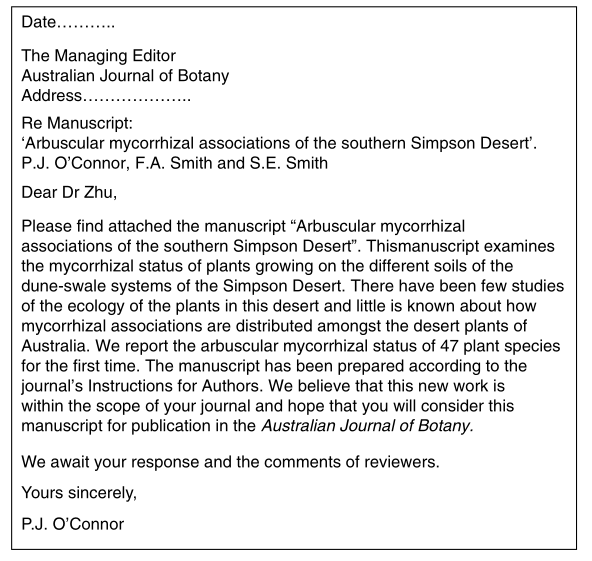 Date………..
The Managing Editor
Australian Journal of Botany
Address………………..
Re Manuscript:
‘Arbuscular mycorrhizal associations of the southern Simpson Desert’.
P.J. O’Connor, F.A. Smith and S.E. Smith
Dear Dr Zhu,
Please find attached the manuscript “Arbuscular mycorrhizal
associations of the southern Simpson Desert”. Thismanuscript examines
the mycorrhizal status of plants growing on the different soils of the
dune-swale systems of the Simpson Desert. There have been few studies
of the ecology of the plants in this desert and little is known about how
mycorrhizal associations are distributed amongst the desert plants of
Australia. We report the arbuscular mycorrhizal status of 47 plant species
for the first time. The manuscript has been prepared according to the
journal’s Instructions for Authors. We believe that this new work is
within the scope of your journal and hope that you will consider this
manuscript for publication in the Australian Journal of Botany.
We await your response and the comments of reviewers.
Yours sincerely,
P.J. O’Connor